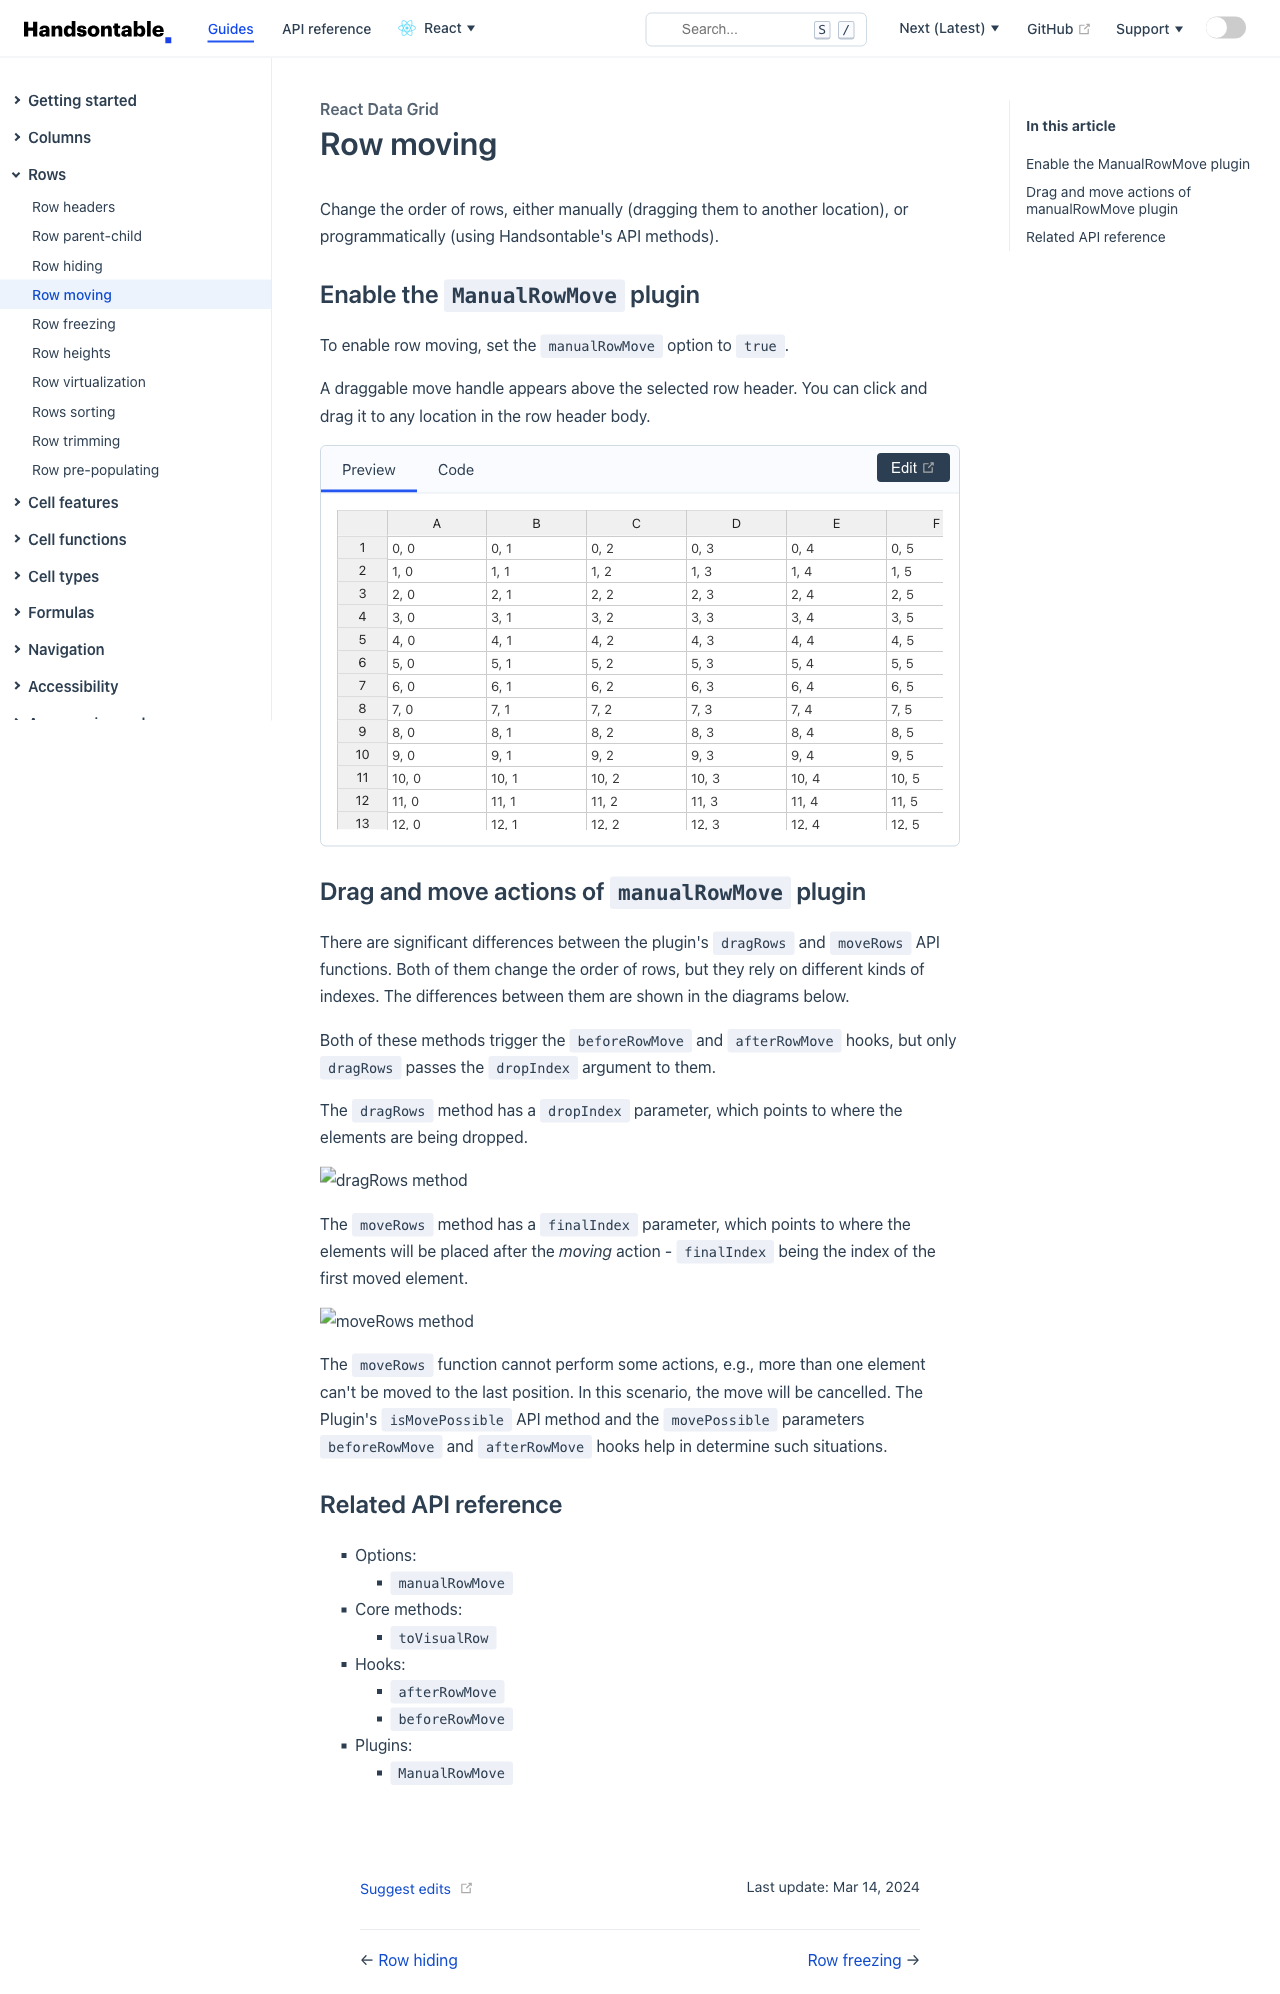 Handsontable
Guides
API reference
React
Search...
S
/
Next (Latest)
GitHub
Support
Getting started
Columns
Rows
Row headers
Row parent-child
Row hiding
Row moving
Row freezing
Row heights
Row virtualization
Rows sorting
Row trimming
Row pre-populating
Cell features
Cell functions
Cell types
Formulas
Navigation
Accessibility
React Data Grid
Row moving
Change the order of rows, either manually (dragging them to another location), or
programmatically (using Handsontable's API methods).
Enable the ManualRowMove plugin
To enable row moving, set the manualRowMove option to true.
A draggable move handle appears above the selected row header. You can click and
drag it to any location in the row header body.
Preview Code Edit
A B C D E F
1 0, 0 0, 1 0, 2 0, 3 0, 4 0, 5
2 1, 0 1, 1 1, 2 1, 3 1, 4 1, 5
3 2, 0 2, 1 2, 2 2, 3 2, 4 2, 5
4 3, 0 3, 1 3, 2 3, 3 3, 4 3, 5
5 4, 0 4, 1 4, 2 4, 3 4, 4 4, 5
6 5, 0 5, 1 5, 2 5, 3 5, 4 5, 5
7 6, 0 6, 1 6, 2 6, 3 6, 4 6, 5
8 7, 0 7, 1 7, 2 7, 3 7, 4 7, 5
9 8, 0 8, 1 8, 2 8, 3 8, 4 8, 5
10 9, 0 9, 1 9, 2 9, 3 9, 4 9, 5
11 10, 0 10, 1 10, 2 10, 3 10, 4 10, 5
12 11, 0 11, 1 11, 2 11, 3 11, 4 11, 5
13 12, 0 12, 1 12, 2 12, 3 12, 4 12, 5
Drag and move actions of manualRowMove plugin
There are significant differences between the plugin's dragRows and moveRows API
functions. Both of them change the order of rows, but they rely on different kinds of
indexes. The differences between them are shown in the diagrams below.
Both of these methods trigger the beforeRowMove and afterRowMove hooks, but only
dragRows passes the dropIndex argument to them.
The dragRows method has a dropIndex parameter, which points to where the
elements are being dropped.
dragRows method
The moveRows method has a finalIndex parameter, which points to where the
elements will be placed after the moving action - finalIndex being the index of the
first moved element.
moveRows method
The moveRows function cannot perform some actions, e.g., more than one element
can't be moved to the last position. In this scenario, the move will be cancelled. The
Plugin's isMovePossible API method and the movePossible parameters
beforeRowMove and afterRowMove hooks help in determine such situations.
Related API reference
Options:
manualRowMove
Core methods:
toVisualRow
Hooks:
afterRowMove
beforeRowMove
Plugins:
ManualRowMove
Suggest edits
Last update: Mar 14, 2024
← Row hiding
Row freezing →
In this article
Enable the ManualRowMove plugin
Drag and move actions of
manualRowMove plugin
Related API reference